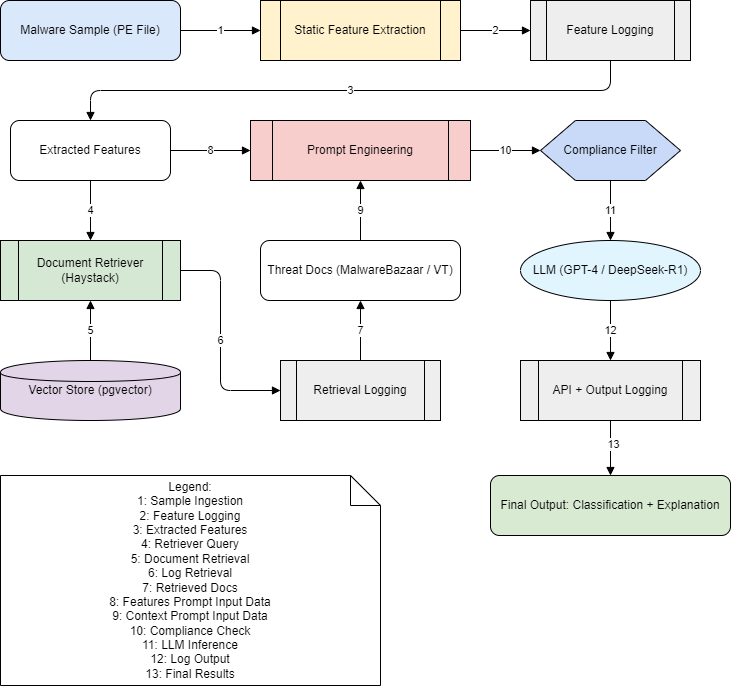 Malware Sample (PE File)
1
Static Feature Extraction
2
Feature Logging
3
Extracted Features
8
Prompt Engineering
10
Compliance Filter
4
9
11
Document Retriever
(Haystack)
Threat Docs (MalwareBazaar / VT)
LLM (GPT-4 / DeepSeek-R1)
5
6
7
12
Vector Store (pgvector)
Retrieval Logging
API + Output Logging
13
Final Output: Classification + Explanation
Legend:
1: Sample Ingestion
2: Feature Logging
3: Extracted Features
4: Retriever Query
5: Document Retrieval
6: Log Retrieval
7: Retrieved Docs
8: Features Prompt Input Data
9: Context Prompt Input Data
10: Compliance Check
11: LLM Inference
12: Log Output
13: Final Results